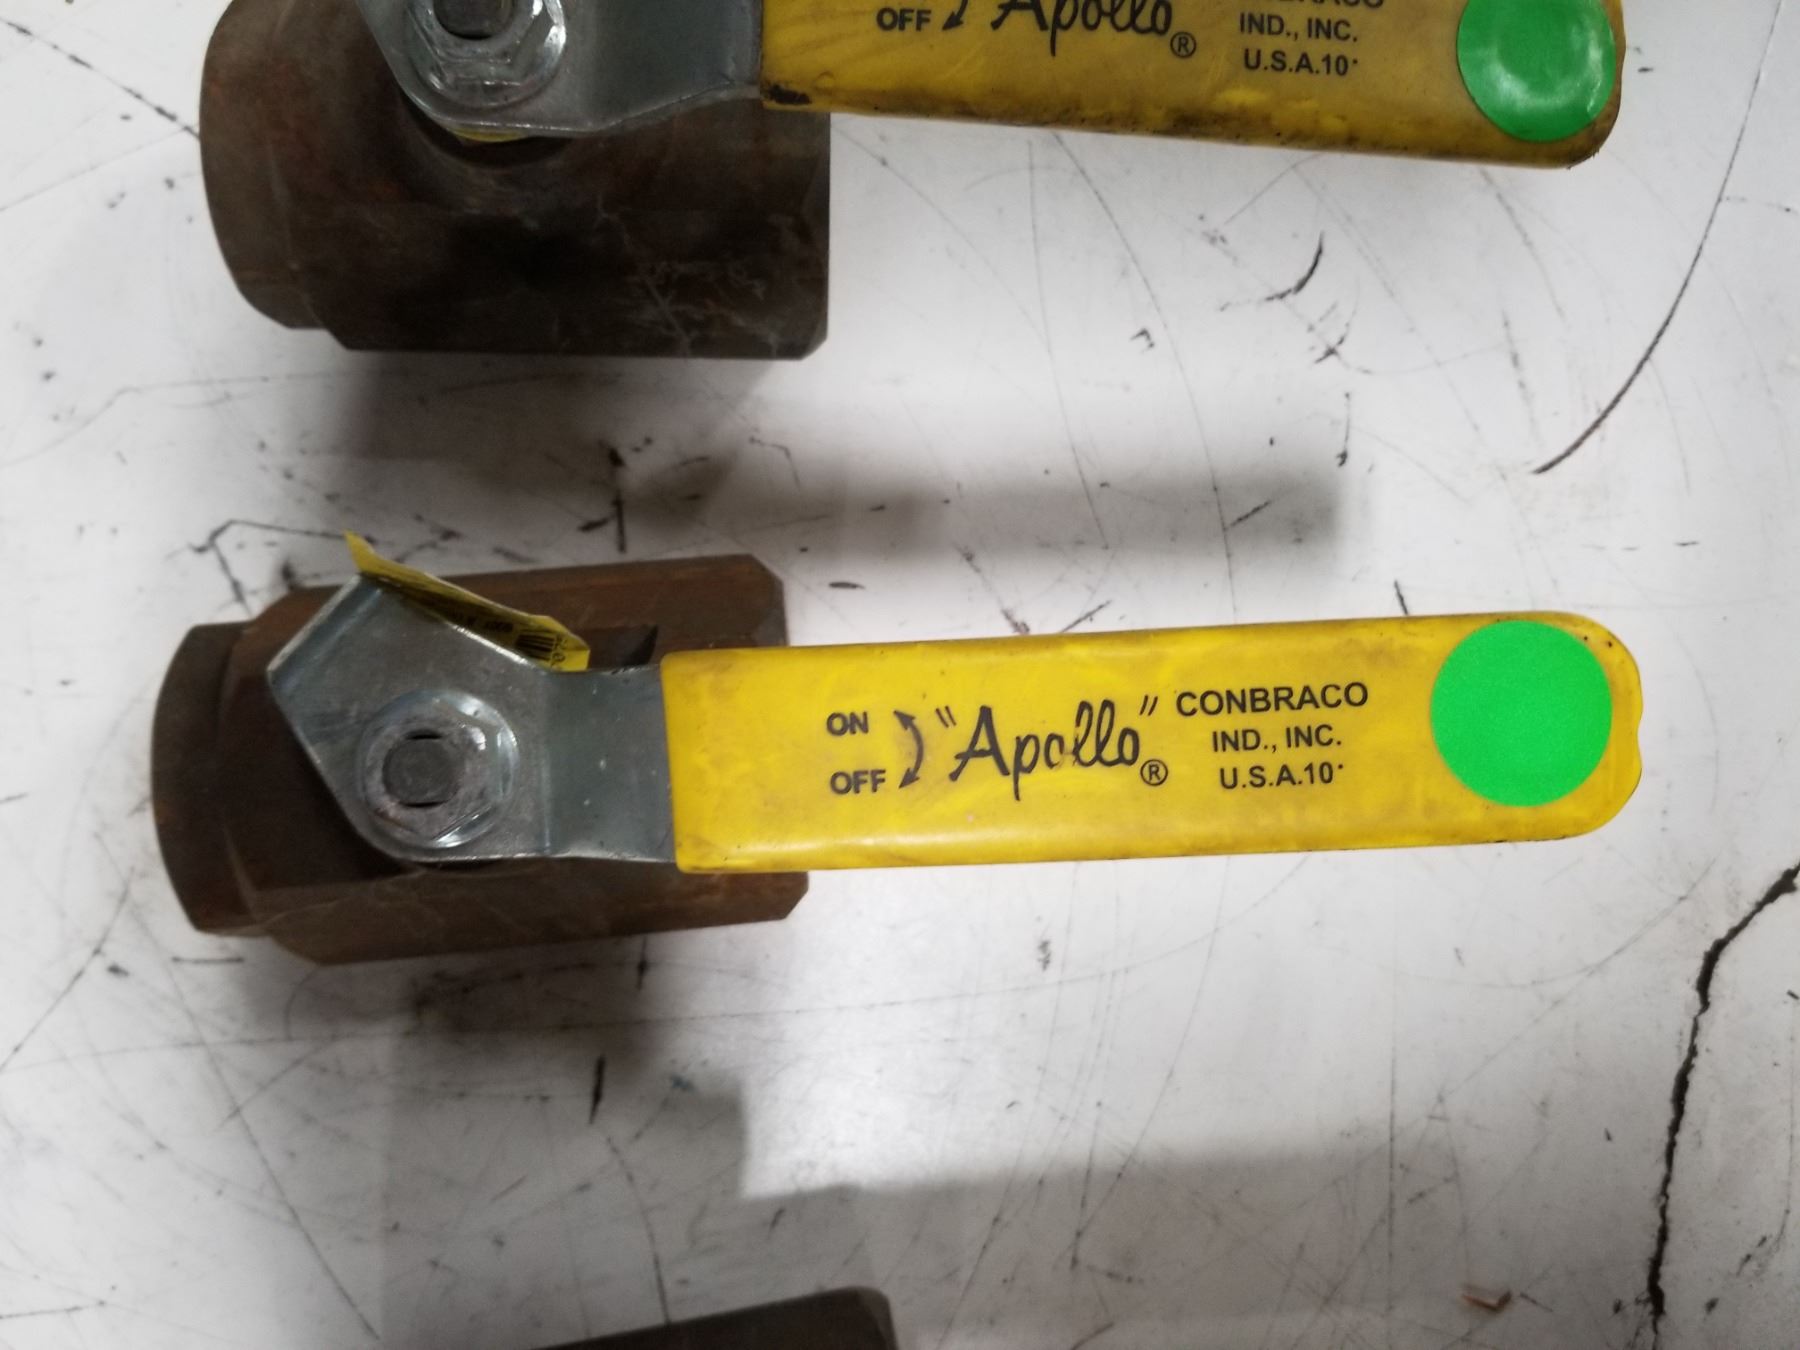 OFF "Apollo" ®
IND., INC.
U.S.A.10
ON "Apollo" CONBRACO
OFF ® IND., INC.
U.S.A.10